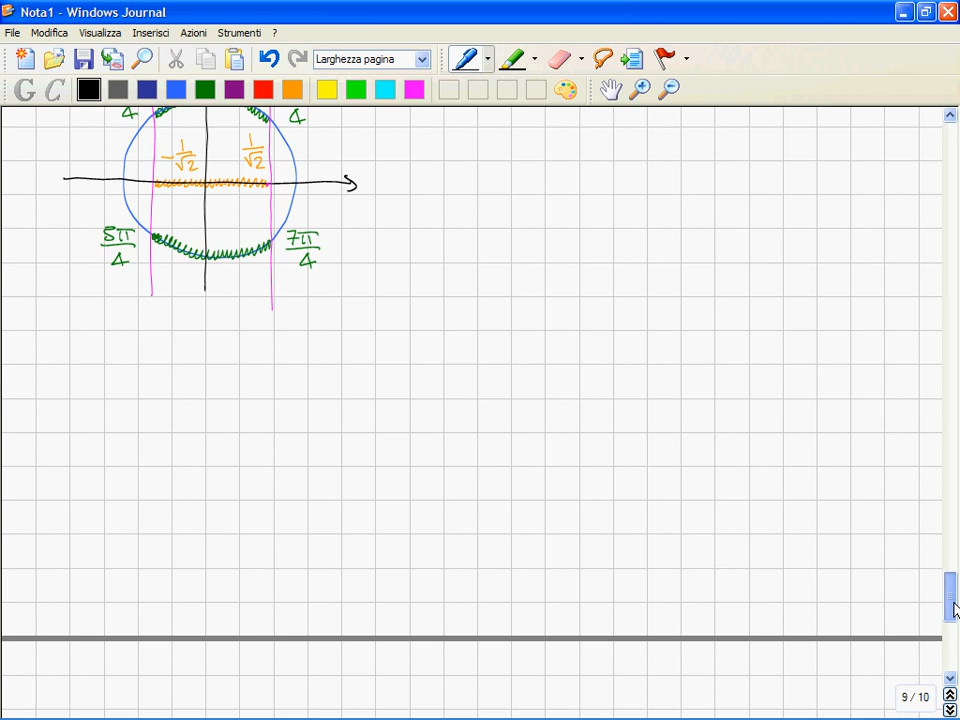 Nota1 - Windows Journal
File Modifica Visualizza Inserisci Azioni Strumenti ?
Larghezza pagina
G C
4 4
-1/√2 1/√2
5π/4 7π/4
9 / 10